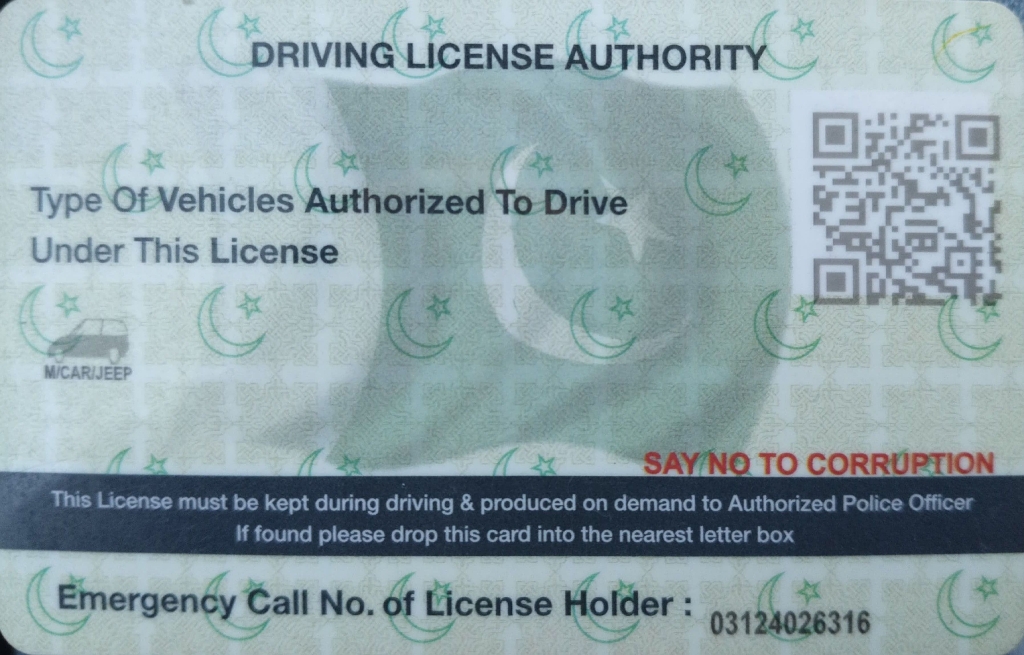 DRIVING LICENSE AUTHORITY
Type Of Vehicles Authorized To Drive
Under This License
M/CAR/JEEP
SAY NO TO CORRUPTION
This License must be kept during driving & produced on demand to Authorized Police Officer
If found please drop this card into the nearest letter box
Emergency Call No. of License Holder : 03124026316